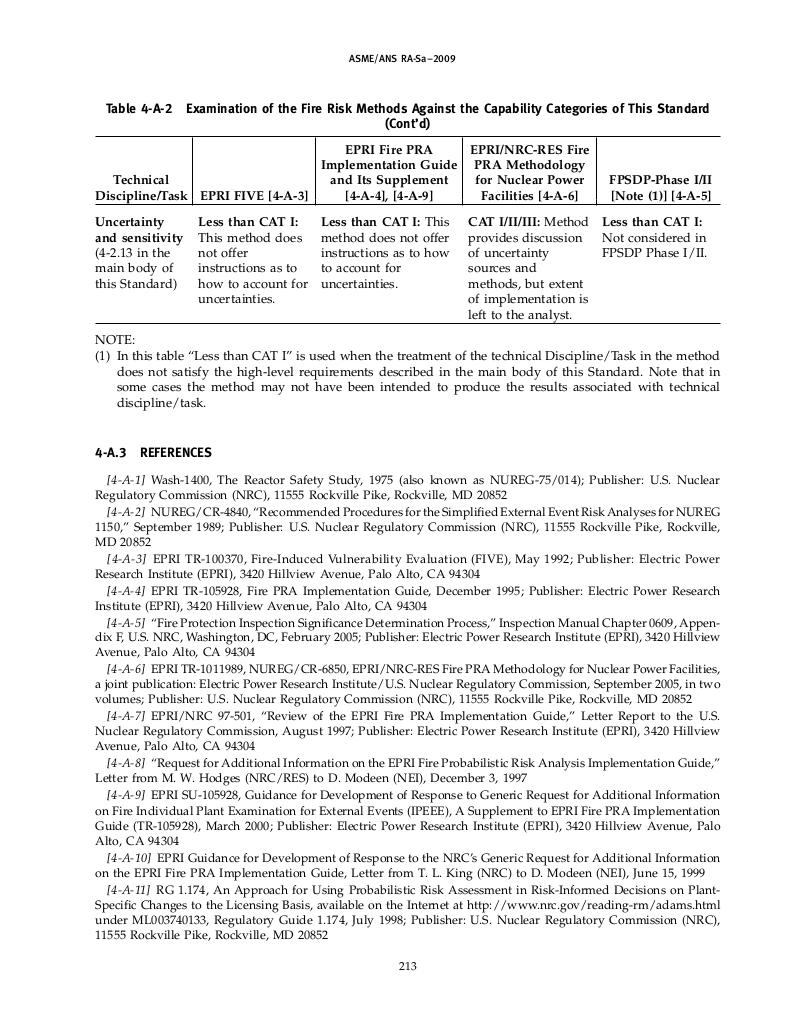 ASME/ANS RA-Sa–2009
Table 4-A-2 Examination of the Fire Risk Methods Against the Capability Categories of This Standard
(Cont'd)
Technical
Discipline/Task
EPRI FIVE [4-A-3]
EPRI Fire PRA
Implementation Guide
and Its Supplement
[4-A-4], [4-A-9]
EPRI/NRC-RES Fire
PRA Methodology
for Nuclear Power
Facilities [4-A-6]
FPSDP-Phase I/II
[Note (1)] [4-A-5]
Uncertainty
and sensitivity
(4-2.13 in the
main body of
this Standard)
Less than CAT I:
This method does
not offer
instructions as to
how to account for
uncertainties.
Less than CAT I: This
method does not offer
instructions as to how
to account for
uncertainties.
CAT I/II/III: Method
provides discussion
of uncertainty
sources and
methods, but extent
of implementation is
left to the analyst.
Less than CAT I:
Not considered in
FPSDP Phase I/II.
NOTE:
(1) In this table “Less than CAT I” is used when the treatment of the technical Discipline/Task in the method
does not satisfy the high-level requirements described in the main body of this Standard. Note that in
some cases the method may not have been intended to produce the results associated with technical
discipline/task.
4-A.3 REFERENCES
[4-A-1] Wash-1400, The Reactor Safety Study, 1975 (also known as NUREG-75/014); Publisher: U.S. Nuclear
Regulatory Commission (NRC), 11555 Rockville Pike, Rockville, MD 20852
[4-A-2] NUREG/CR-4840, “Recommended Procedures for the Simplified External Event Risk Analyses for NUREG
1150,” September 1989; Publisher: U.S. Nuclear Regulatory Commission (NRC), 11555 Rockville Pike, Rockville,
MD 20852
[4-A-3] EPRI TR-100370, Fire-Induced Vulnerability Evaluation (FIVE), May 1992; Publisher: Electric Power
Research Institute (EPRI), 3420 Hillview Avenue, Palo Alto, CA 94304
[4-A-4] EPRI TR-105928, Fire PRA Implementation Guide, December 1995; Publisher: Electric Power Research
Institute (EPRI), 3420 Hillview Avenue, Palo Alto, CA 94304
[4-A-5] “Fire Protection Inspection Significance Determination Process,” Inspection Manual Chapter 0609, Appen-
dix F, U.S. NRC, Washington, DC, February 2005; Publisher: Electric Power Research Institute (EPRI), 3420 Hillview
Avenue, Palo Alto, CA 94304
[4-A-6] EPRI TR-1011989, NUREG/CR-6850, EPRI/NRC-RES Fire PRA Methodology for Nuclear Power Facilities,
a joint publication: Electric Power Research Institute/U.S. Nuclear Regulatory Commission, September 2005, in two
volumes; Publisher: U.S. Nuclear Regulatory Commission (NRC), 11555 Rockville Pike, Rockville, MD 20852
[4-A-7] EPRI/NRC 97-501, “Review of the EPRI Fire PRA Implementation Guide,” Letter Report to the U.S.
Nuclear Regulatory Commission, August 1997; Publisher: Electric Power Research Institute (EPRI), 3420 Hillview
Avenue, Palo Alto, CA 94304
[4-A-8] “Request for Additional Information on the EPRI Fire Probabilistic Risk Analysis Implementation Guide,”
Letter from M. W. Hodges (NRC/RES) to D. Modeen (NEI), December 3, 1997
[4-A-9] EPRI SU-105928, Guidance for Development of Response to Generic Request for Additional Information
on Fire Individual Plant Examination for External Events (IPEEE), A Supplement to EPRI Fire PRA Implementation
Guide (TR-105928), March 2000; Publisher: Electric Power Research Institute (EPRI), 3420 Hillview Avenue, Palo
Alto, CA 94304
[4-A-10] EPRI Guidance for Development of Response to the NRC’s Generic Request for Additional Information
on the EPRI Fire PRA Implementation Guide, Letter from T. L. King (NRC) to D. Modeen (NEI), June 15, 1999
[4-A-11] RG 1.174, An Approach for Using Probabilistic Risk Assessment in Risk-Informed Decisions on Plant-
Specific Changes to the Licensing Basis, available on the Internet at http://www.nrc.gov/reading-rm/adams.html
under ML003740133, Regulatory Guide 1.174, July 1998; Publisher: U.S. Nuclear Regulatory Commission (NRC),
11555 Rockville Pike, Rockville, MD 20852
213